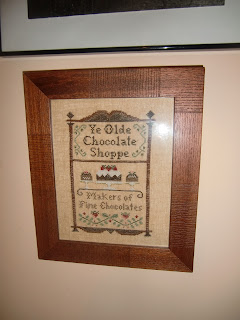 Ye Olde
Chocolate
Shoppe
Makers of
Fine Chocolates